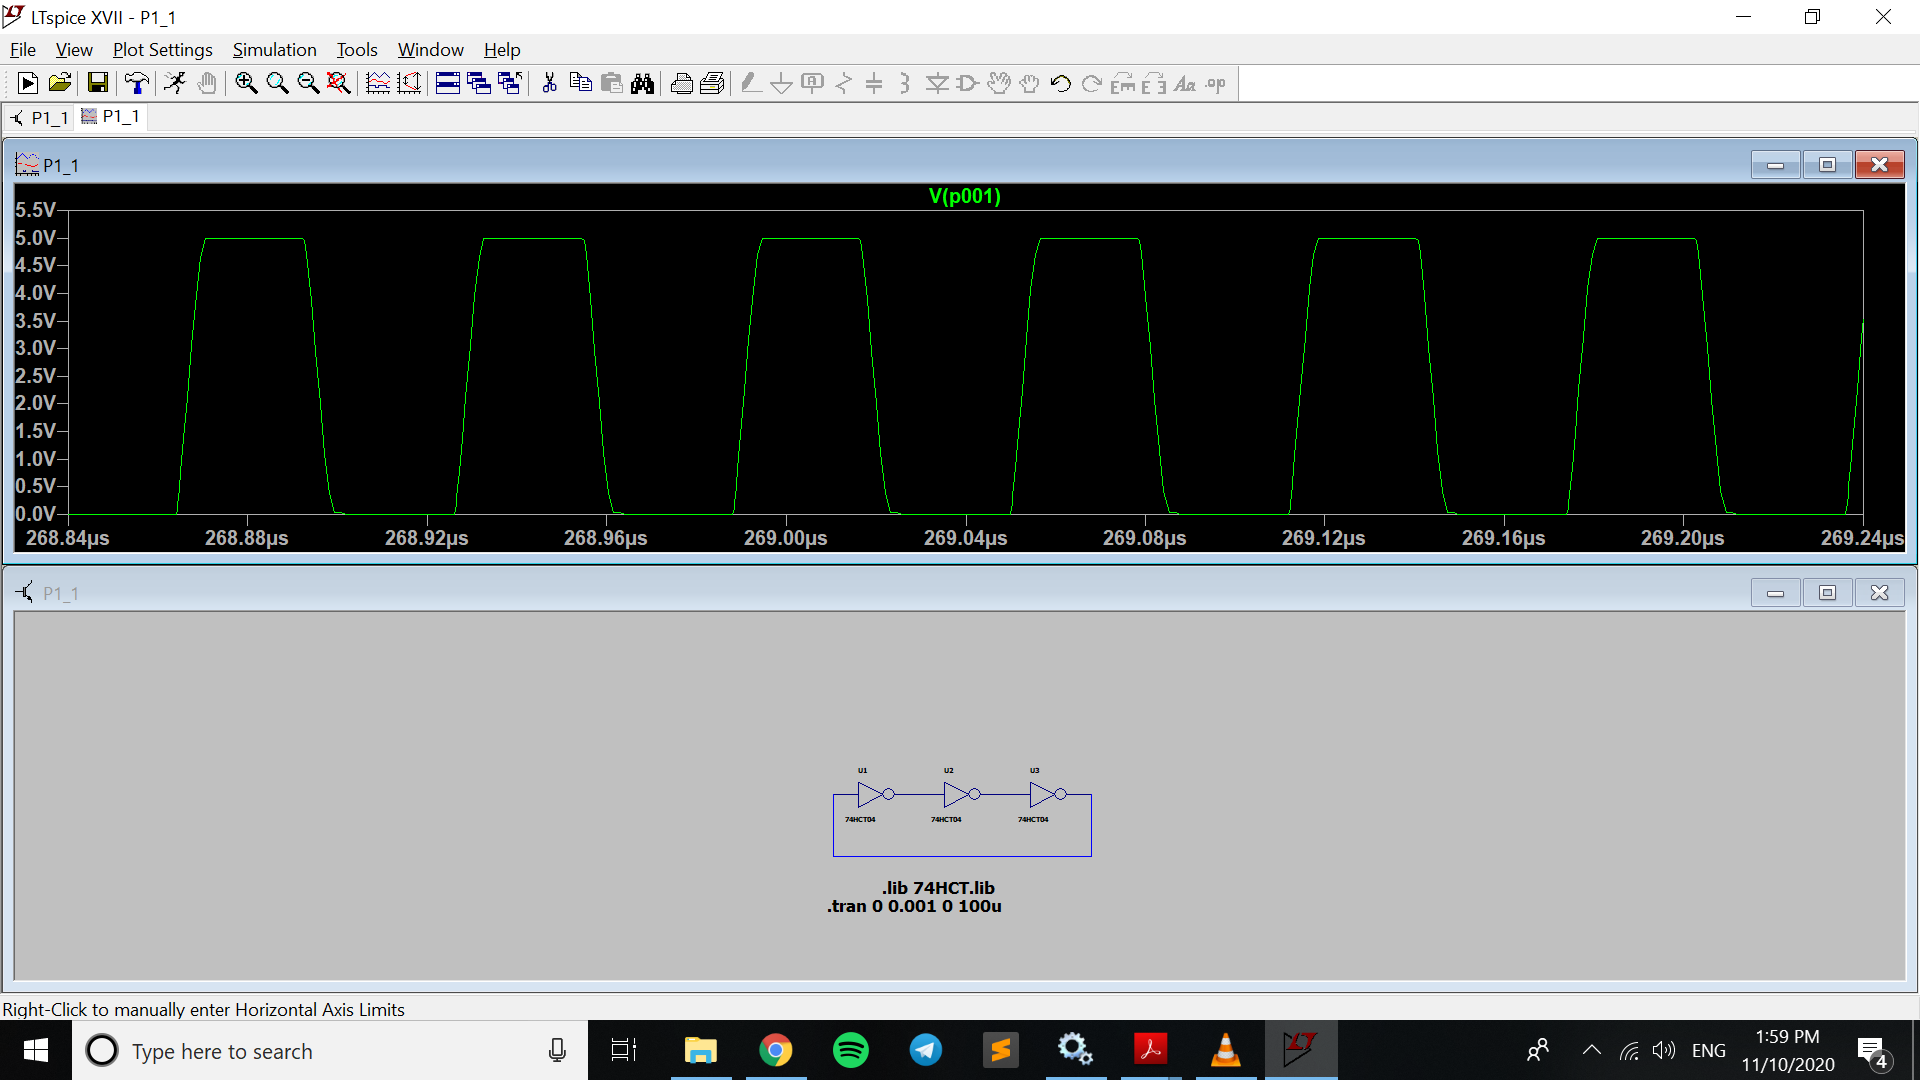 LTspice XVII - P1_1
File View Plot Settings Simulation Tools Window Help
P1_1 P1_1
P1_1
V(p001)
5.5V
5.0V
4.5V
4.0V
3.5V
3.0V
2.5V
2.0V
1.5V
1.0V
0.5V
0.0V
268.84µs 268.88µs 268.92µs 268.96µs 269.00µs 269.04µs 269.08µs 269.12µs 269.16µs 269.20µs 269.24µs
P1_1
U1 U2 U3
74HCT04 74HCT04 74HCT04
.lib 74HCT.lib
.tran 0 0.001 0 100u
Right-Click to manually enter Horizontal Axis Limits
Type here to search
ENG
1:59 PM
11/10/2020
4